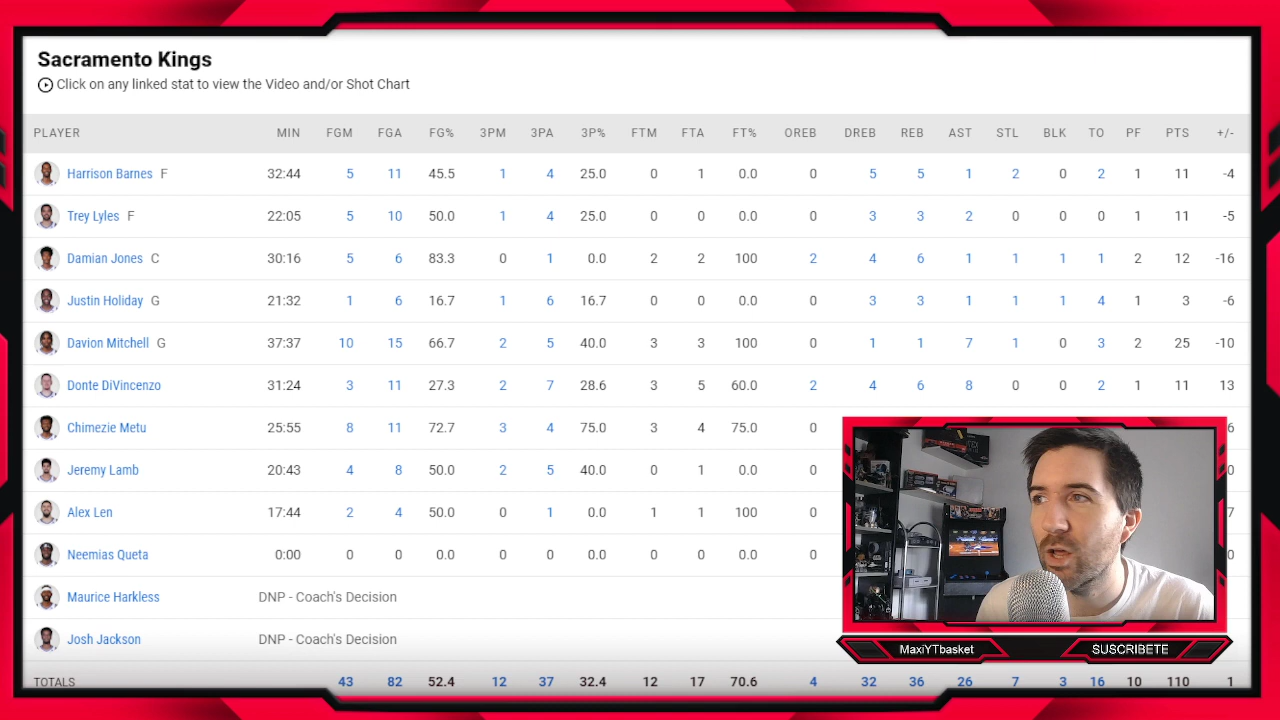 Sacramento Kings
Click on any linked stat to view the Video and/or Shot Chart
PLAYER MIN FGM FGA FG% 3PM 3PA 3P% FTM FTA FT% OREB DREB REB AST STL BLK TO PF PTS +/-
Harrison Barnes F 32:44 5 11 45.5 1 4 25.0 0 1 0.0 0 5 5 1 2 0 2 1 11 -4
Trey Lyles F 22:05 5 10 50.0 1 4 25.0 0 0 0.0 0 3 3 2 0 0 0 1 11 -5
Damian Jones C 30:16 5 6 83.3 0 1 0.0 2 2 100 2 4 6 1 1 1 1 2 12 -16
Justin Holiday G 21:32 1 6 16.7 1 6 16.7 0 0 0.0 0 3 3 1 1 1 4 1 3 -6
Davion Mitchell G 37:37 10 15 66.7 2 5 40.0 3 3 100 0 1 1 7 1 0 3 2 25 -10
Donte DiVincenzo 31:24 3 11 27.3 2 7 28.6 3 5 60.0 2 4 6 8 0 0 2 1 11 13
Chimezie Metu 25:55 8 11 72.7 3 4 75.0 3 4 75.0 0 6
Jeremy Lamb 20:43 4 8 50.0 2 5 40.0 0 1 0.0 0 0
Alex Len 17:44 2 4 50.0 0 1 0.0 1 1 100 0 7
Neemias Queta 0:00 0 0 0.0 0 0 0.0 0 0 0.0 0 0
Maurice Harkless DNP - Coach's Decision
Josh Jackson DNP - Coach's Decision
MaxiYTbasket SUSCRIBETE
TOTALS 43 82 52.4 12 37 32.4 12 17 70.6 4 32 36 26 7 3 16 10 110 1